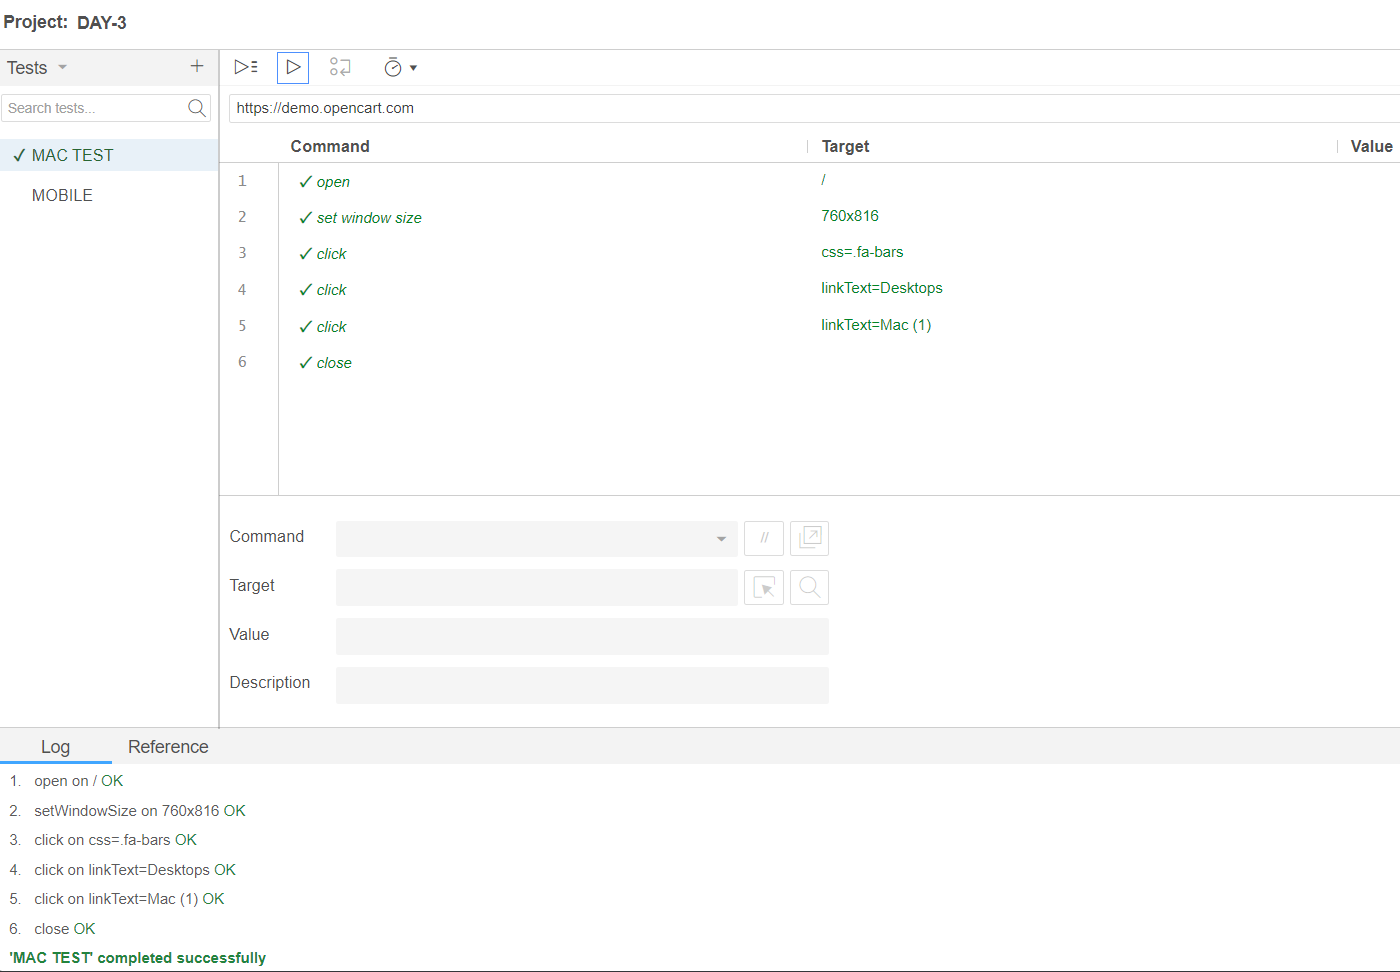 Project: DAY-3
Tests
Search tests...
✓ MAC TEST
MOBILE
https://demo.opencart.com
Command Target Value
1 ✓ open /
2 ✓ set window size 760x816
3 ✓ click css=.fa-bars
4 ✓ click linkText=Desktops
5 ✓ click linkText=Mac (1)
6 ✓ close
Command //
Target
Value
Description
Log Reference
1. open on / OK
2. setWindowSize on 760x816 OK
3. click on css=.fa-bars OK
4. click on linkText=Desktops OK
5. click on linkText=Mac (1) OK
6. close OK
'MAC TEST' completed successfully